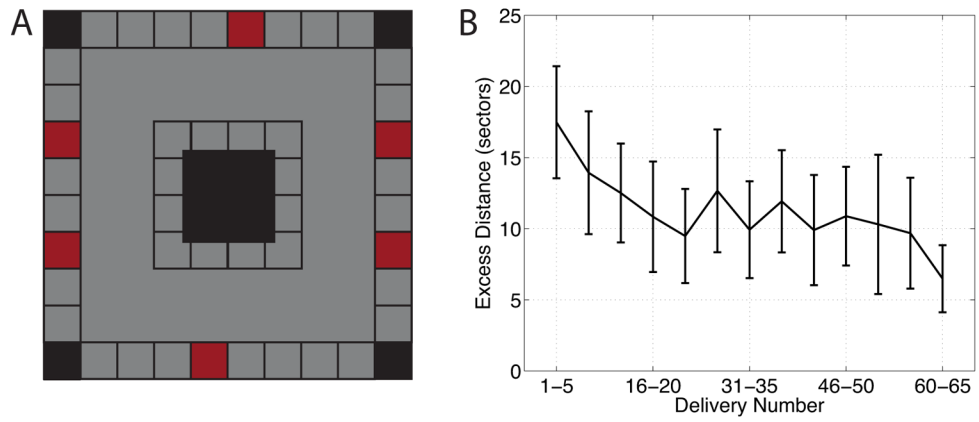 A
B
25
20
15
10
5
0
Excess Distance (sectors)
1–5
16–20
31–35
46–50
60–65
Delivery Number